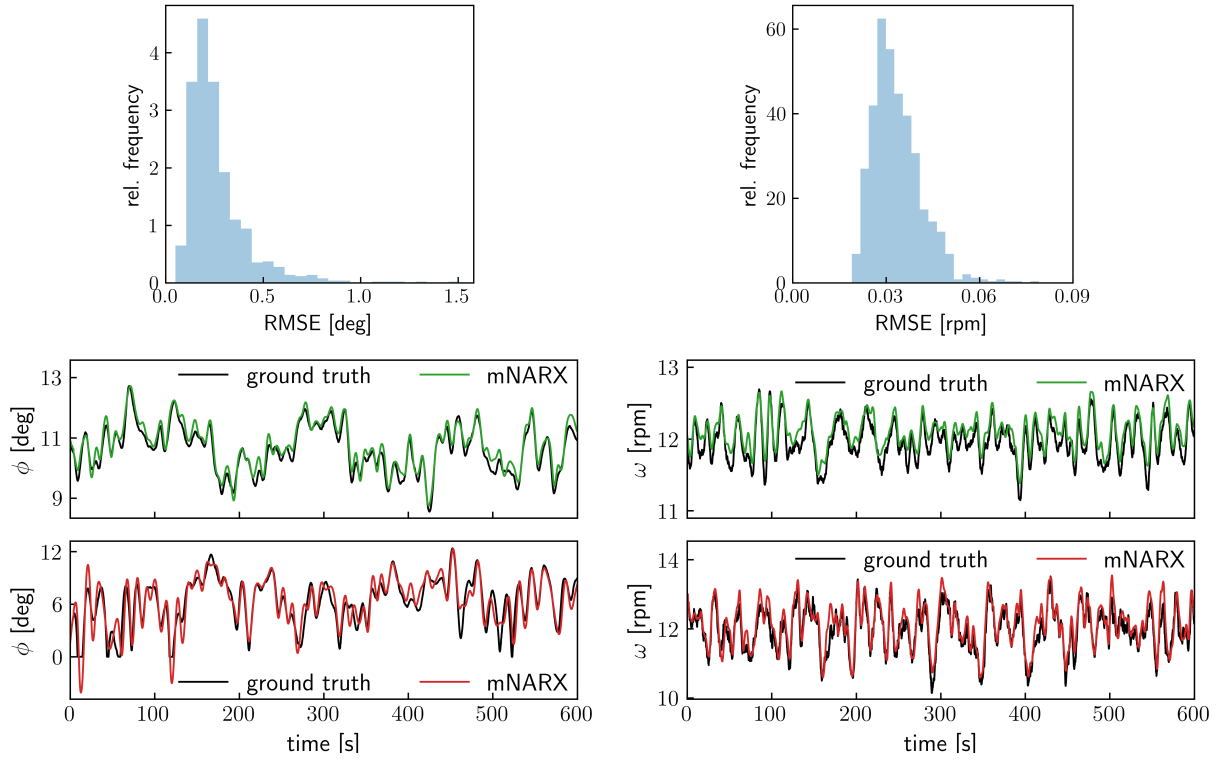 rel. frequency
4
3
2
1
0
0.0 0.5 1.0 1.5
RMSE [deg]
rel. frequency
60
40
20
0
0.00 0.03 0.06 0.09
RMSE [rpm]
ϕ [deg]
13
11
9
ground truth mNARX
ω [rpm]
13
12
11
ground truth mNARX
ϕ [deg]
12
6
0
ground truth mNARX
0 100 200 300 400 500 600
time [s]
ω [rpm]
14
12
10
ground truth mNARX
0 100 200 300 400 500 600
time [s]